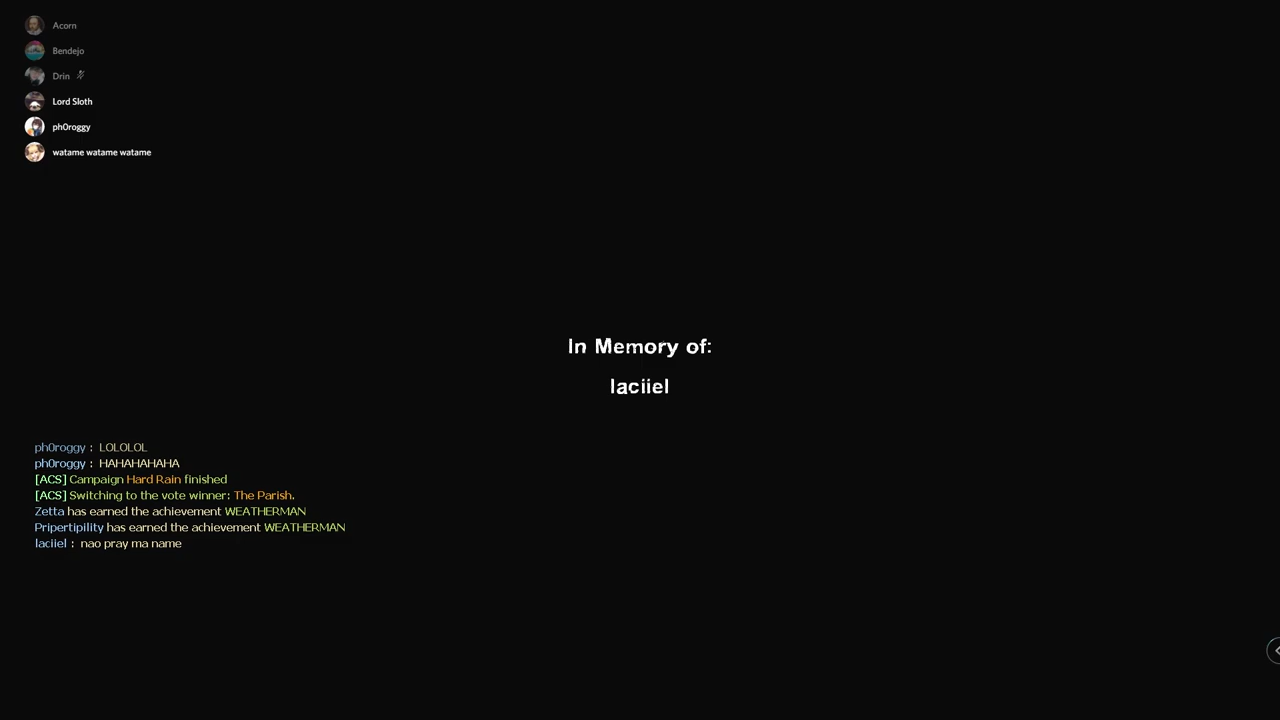 Acorn
Bendejo
Drin
Lord Sloth
ph0roggy
watame watame watame
In Memory of:
laciiel
ph0roggy : LOLOLOL
ph0roggy : HAHAHAHAHA
[ACS] Campaign Hard Rain finished
[ACS] Switching to the vote winner: The Parish.
Zetta has earned the achievement WEATHERMAN
Pripertipility has earned the achievement WEATHERMAN
laciiel : nao pray ma name